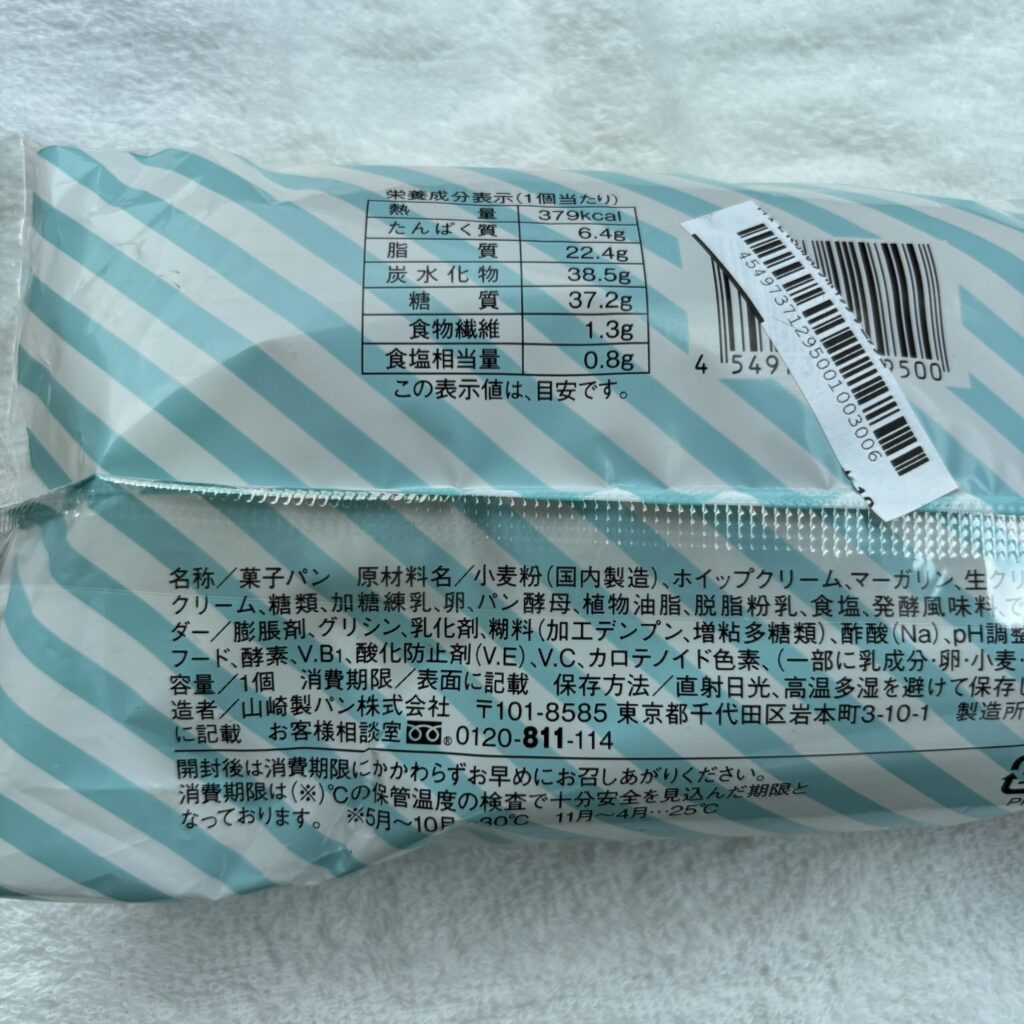 栄養成分表示(1個当たり)
熱量 379kcal
たんぱく質 6.4g
脂質 22.4g
炭水化物 38.5g
糖質 37.2g
食物繊維 1.3g
食塩相当量 0.8g
この表示値は、目安です。
4 549 2500
45497371295001003006
名称/菓子パン 原材料名/小麦粉(国内製造)、ホイップクリーム、マーガリン、生クリ
クリーム、糖類、加糖練乳、卵、パン酵母、植物油脂、脱脂粉乳、食塩、発酵風味料、で
ダー/膨脹剤、グリシン、乳化剤、糊料(加工デンプン、増粘多糖類)、酢酸(Na)、pH調整
フード、酵素、V.B1、酸化防止剤(V.E)、V.C、カロテノイド色素、(一部に乳成分・卵・小麦・
容量/1個 消費期限/表面に記載 保存方法/直射日光、高温多湿を避けて保存し
造者/山崎製パン株式会社 〒101-8585 東京都千代田区岩本町3-10-1 製造所
に記載 お客様相談室 0120-811-114
開封後は消費期限にかかわらずお早めにお召しあがりください。
消費期限は(※)℃の保管温度の検査で十分安全を見込んだ期限と
なっております。 ※5月〜10月 30℃ 11月〜4月…25℃